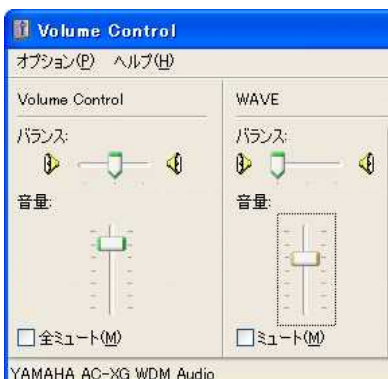 Volume Control
オプション(P) ヘルプ(H)
Volume Control
バランス:
音量:
全ミュート(M)
WAVE
バランス:
音量:
ミュート(M)
YAMAHA AC-XG WDM Audio